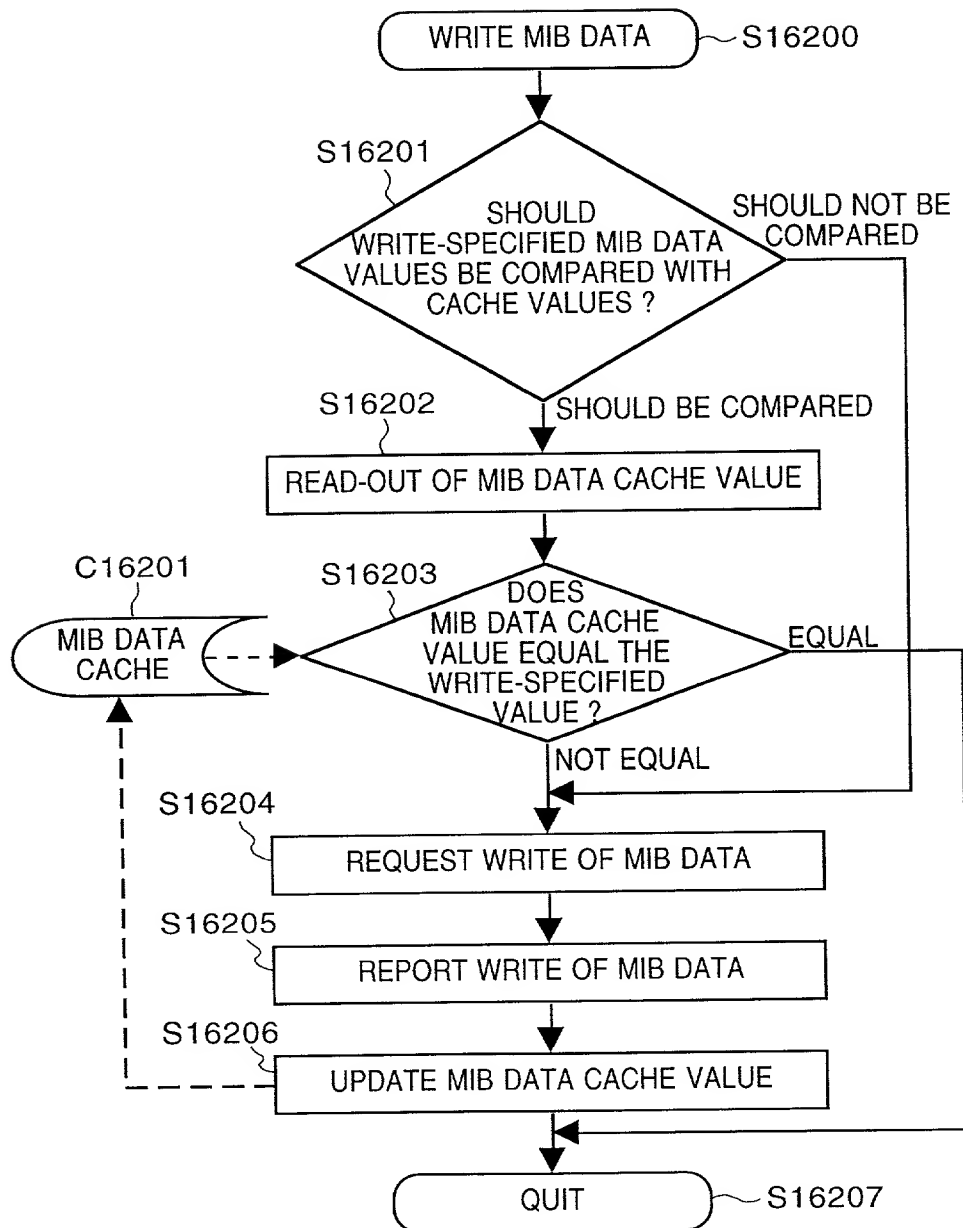 WRITE MIB DATA
S16200
S16201
SHOULD
WRITE-SPECIFIED MIB DATA
VALUES BE COMPARED WITH
CACHE VALUES ?
SHOULD NOT BE
COMPARED
S16202
SHOULD BE COMPARED
READ-OUT OF MIB DATA CACHE VALUE
C16201
MIB DATA
CACHE
S16203
DOES
MIB DATA CACHE
VALUE EQUAL THE
WRITE-SPECIFIED
VALUE ?
EQUAL
NOT EQUAL
S16204
REQUEST WRITE OF MIB DATA
S16205
REPORT WRITE OF MIB DATA
S16206
UPDATE MIB DATA CACHE VALUE
QUIT
S16207